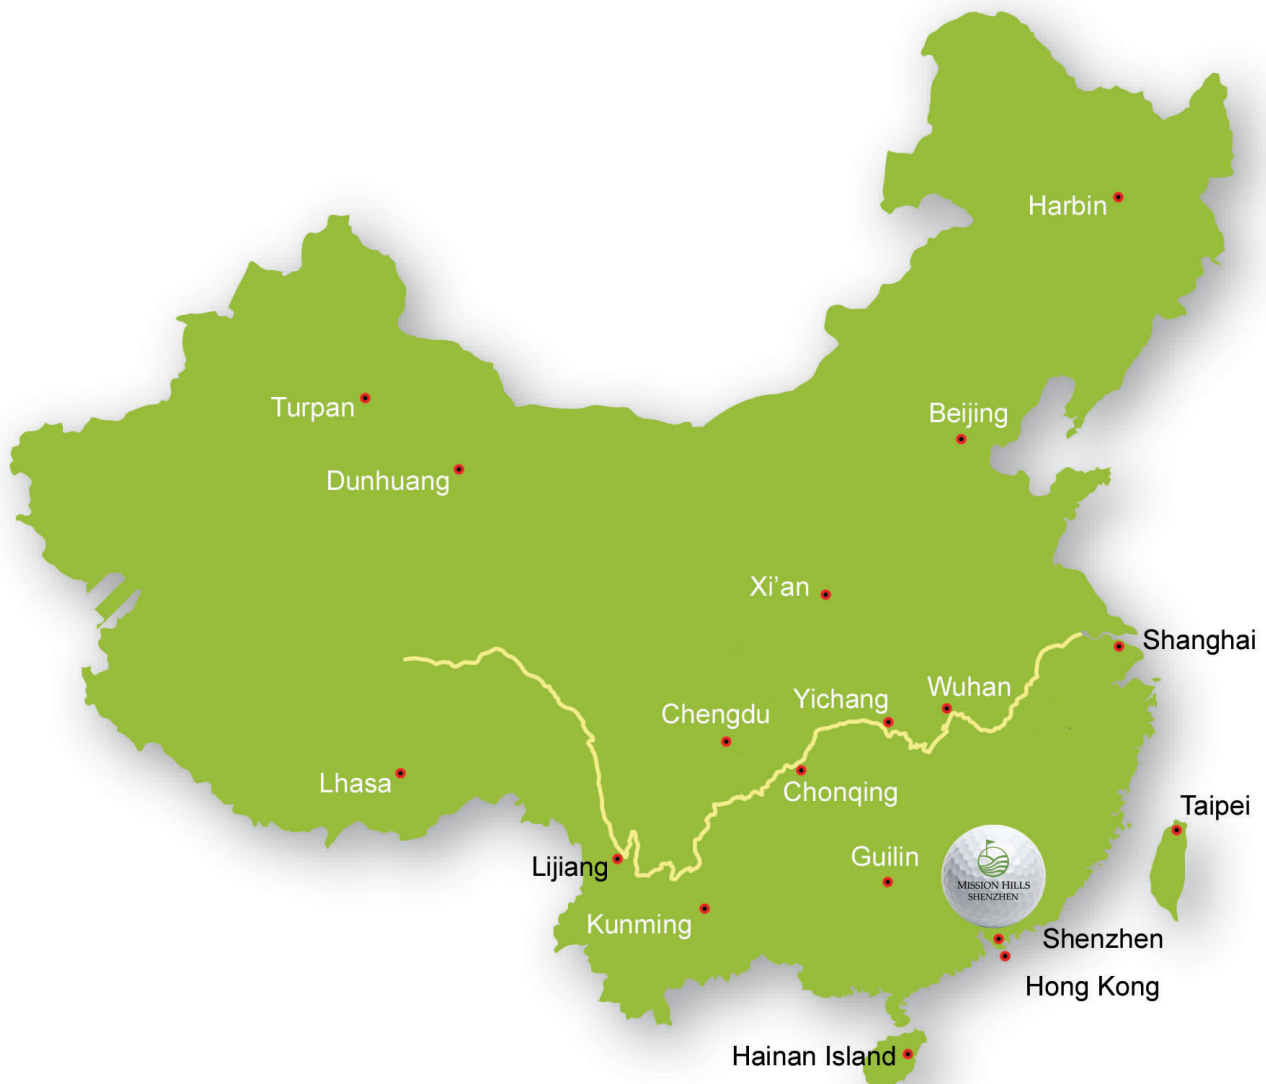 Harbin
Turpan
Beijing
Dunhuang
Xi'an
Shanghai
Wuhan
Yichang
Chengdu
Lhasa
Chonqing
Taipei
Guilin
Lijiang
MISSION HILLS
SHENZHEN
Kunming
Shenzhen
Hong Kong
Hainan Island